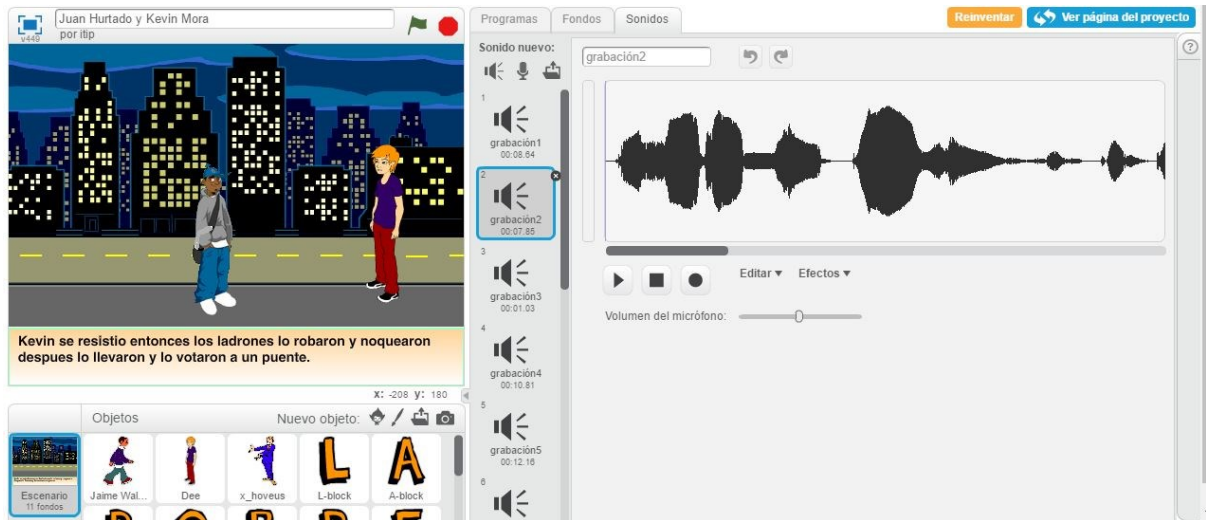 Juan Hurtado y Kevin Mora
por itip
v449
Kevin se resistio entonces los ladrones lo robaron y noquearon
despues lo llevaron y lo votaron a un puente.
x: -208 y: 180
Objetos
Nuevo objeto:
Escenario
11 fondos
Jaime Wal...
Dee
x_hoveus
L-block
A-block
L
A
Programas
Fondos
Sonidos
Reinventar
Ver página del proyecto
Sonido nuevo:
1
grabación1
00:08.64
2
grabación2
00:07.85
3
grabación3
00:01.03
4
grabación4
00:10.81
5
grabación5
00:12.16
6
grabación2
Editar
Efectos
Volumen del micrófono:
?